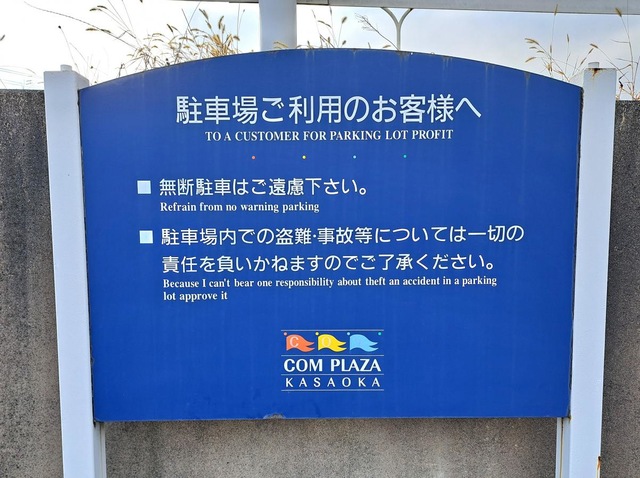 駐車場ご利用のお客様へ
TO A CUSTOMER FOR PARKING LOT PROFIT
無断駐車はご遠慮下さい。
Refrain from no warning parking
駐車場内での盗難・事故等については一切の
責任を負いかねますのでご了承ください。
Because I can't bear one responsibility about theft an accident in a parking
lot approve it
COM
COM PLAZA
KASAOKA